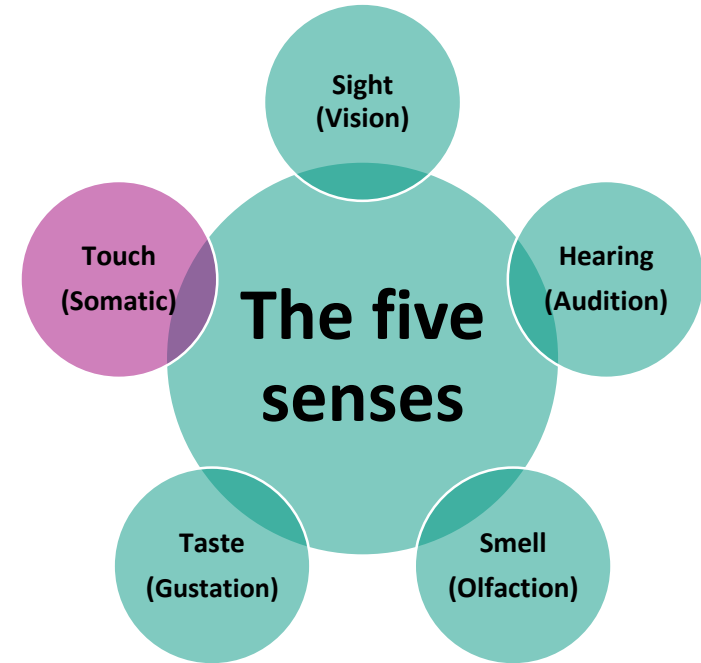 Sight
(Vision)
Touch
(Somatic)
Hearing
(Audition)
The five
senses
Taste
(Gustation)
Smell
(Olfaction)